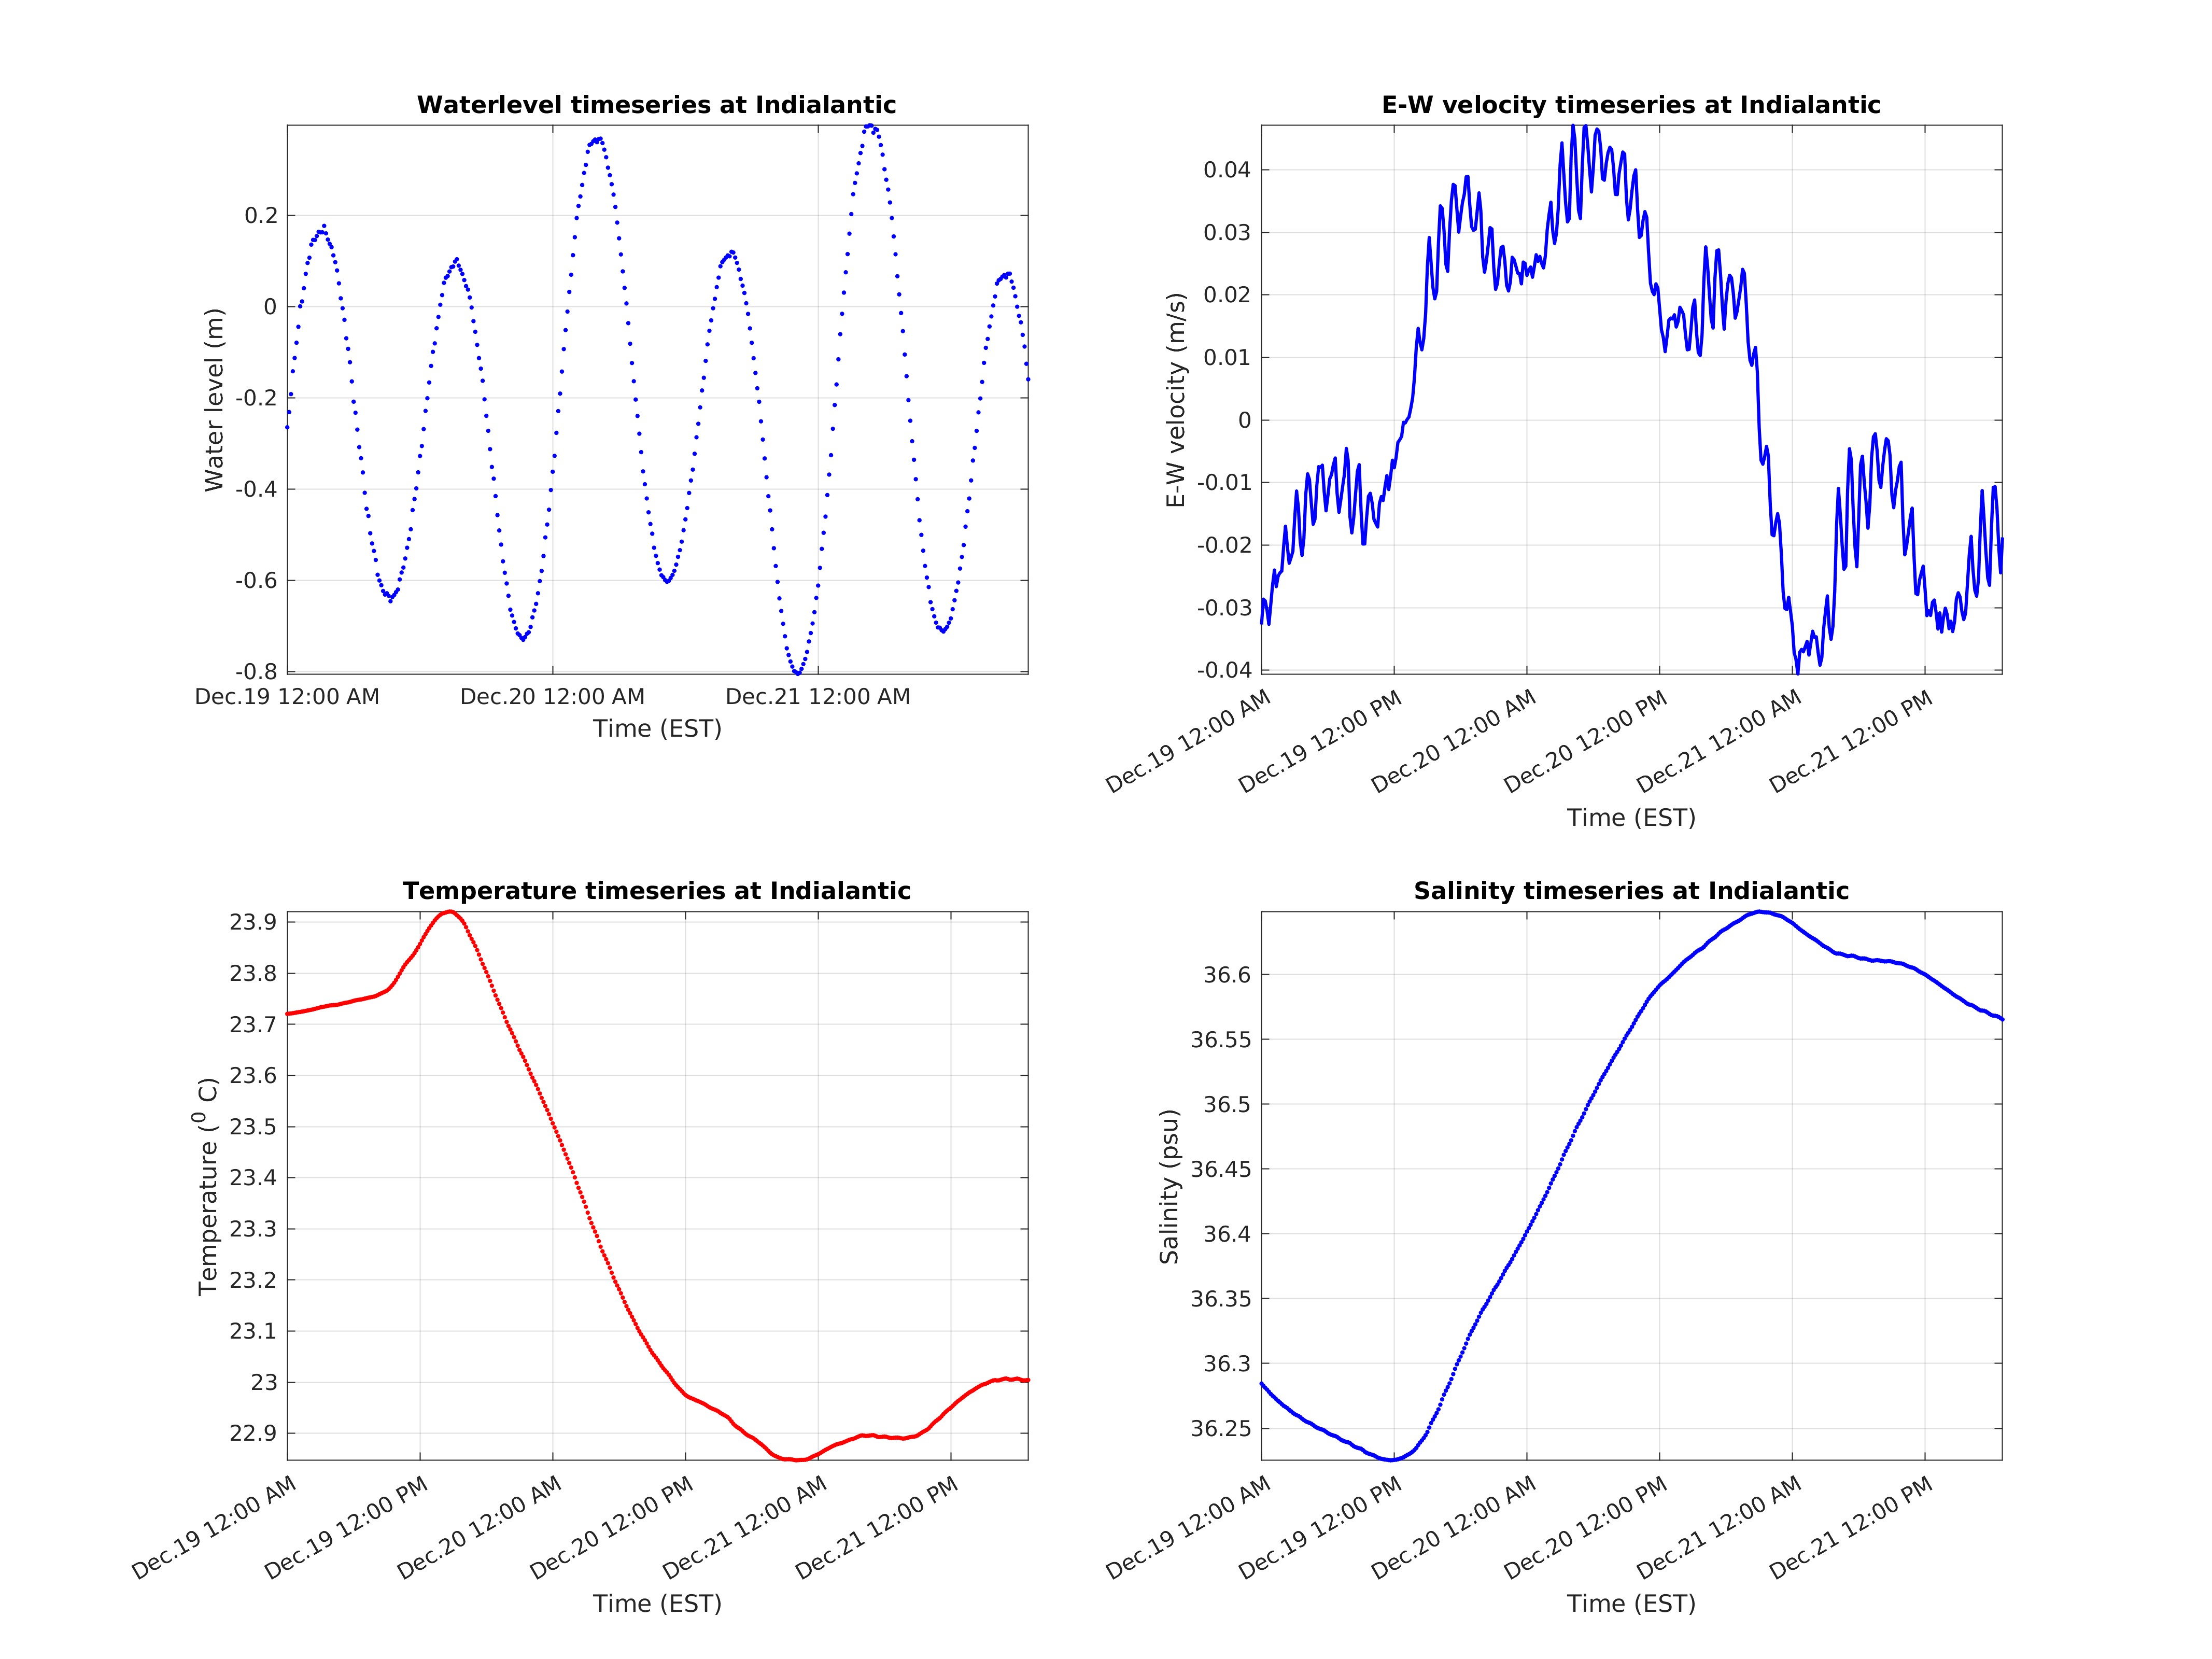 Waterlevel timeseries at Indialantic
Water level (m)
0.2
0
-0.2
-0.4
-0.6
-0.8
Dec.19 12:00 AM
Dec.20 12:00 AM
Dec.21 12:00 AM
Time (EST)
E-W velocity timeseries at Indialantic
E-W velocity (m/s)
0.04
0.03
0.02
0.01
0
-0.01
-0.02
-0.03
-0.04
Dec.19 12:00 AM
Dec.19 12:00 PM
Dec.20 12:00 AM
Dec.20 12:00 PM
Dec.21 12:00 AM
Dec.21 12:00 PM
Time (EST)
Temperature timeseries at Indialantic
Temperature (⁰ C)
23.9
23.8
23.7
23.6
23.5
23.4
23.3
23.2
23.1
23
22.9
Dec.19 12:00 AM
Dec.19 12:00 PM
Dec.20 12:00 AM
Dec.20 12:00 PM
Dec.21 12:00 AM
Dec.21 12:00 PM
Time (EST)
Salinity timeseries at Indialantic
Salinity (psu)
36.6
36.55
36.5
36.45
36.4
36.35
36.3
36.25
Dec.19 12:00 AM
Dec.19 12:00 PM
Dec.20 12:00 AM
Dec.20 12:00 PM
Dec.21 12:00 AM
Dec.21 12:00 PM
Time (EST)